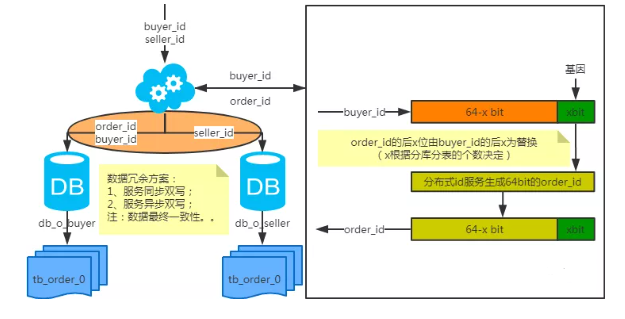 buyer_id
seller_id
buyer_id
order_id
order_id
buyer_id
seller_id
DB
DB
数据冗余方案：
1、服务同步双写；
2、服务异步双写；
注：数据最终一致性。。
db_o_buyer
db_o_seller
tb_order_0
tb_order_0
基因
buyer_id
64-x bit
xbit
order_id的后x位由buyer_id的后x为替换
（x根据分库分表的个数决定）
分布式id服务生成64bit的order_id
order_id
64-x bit
xbit